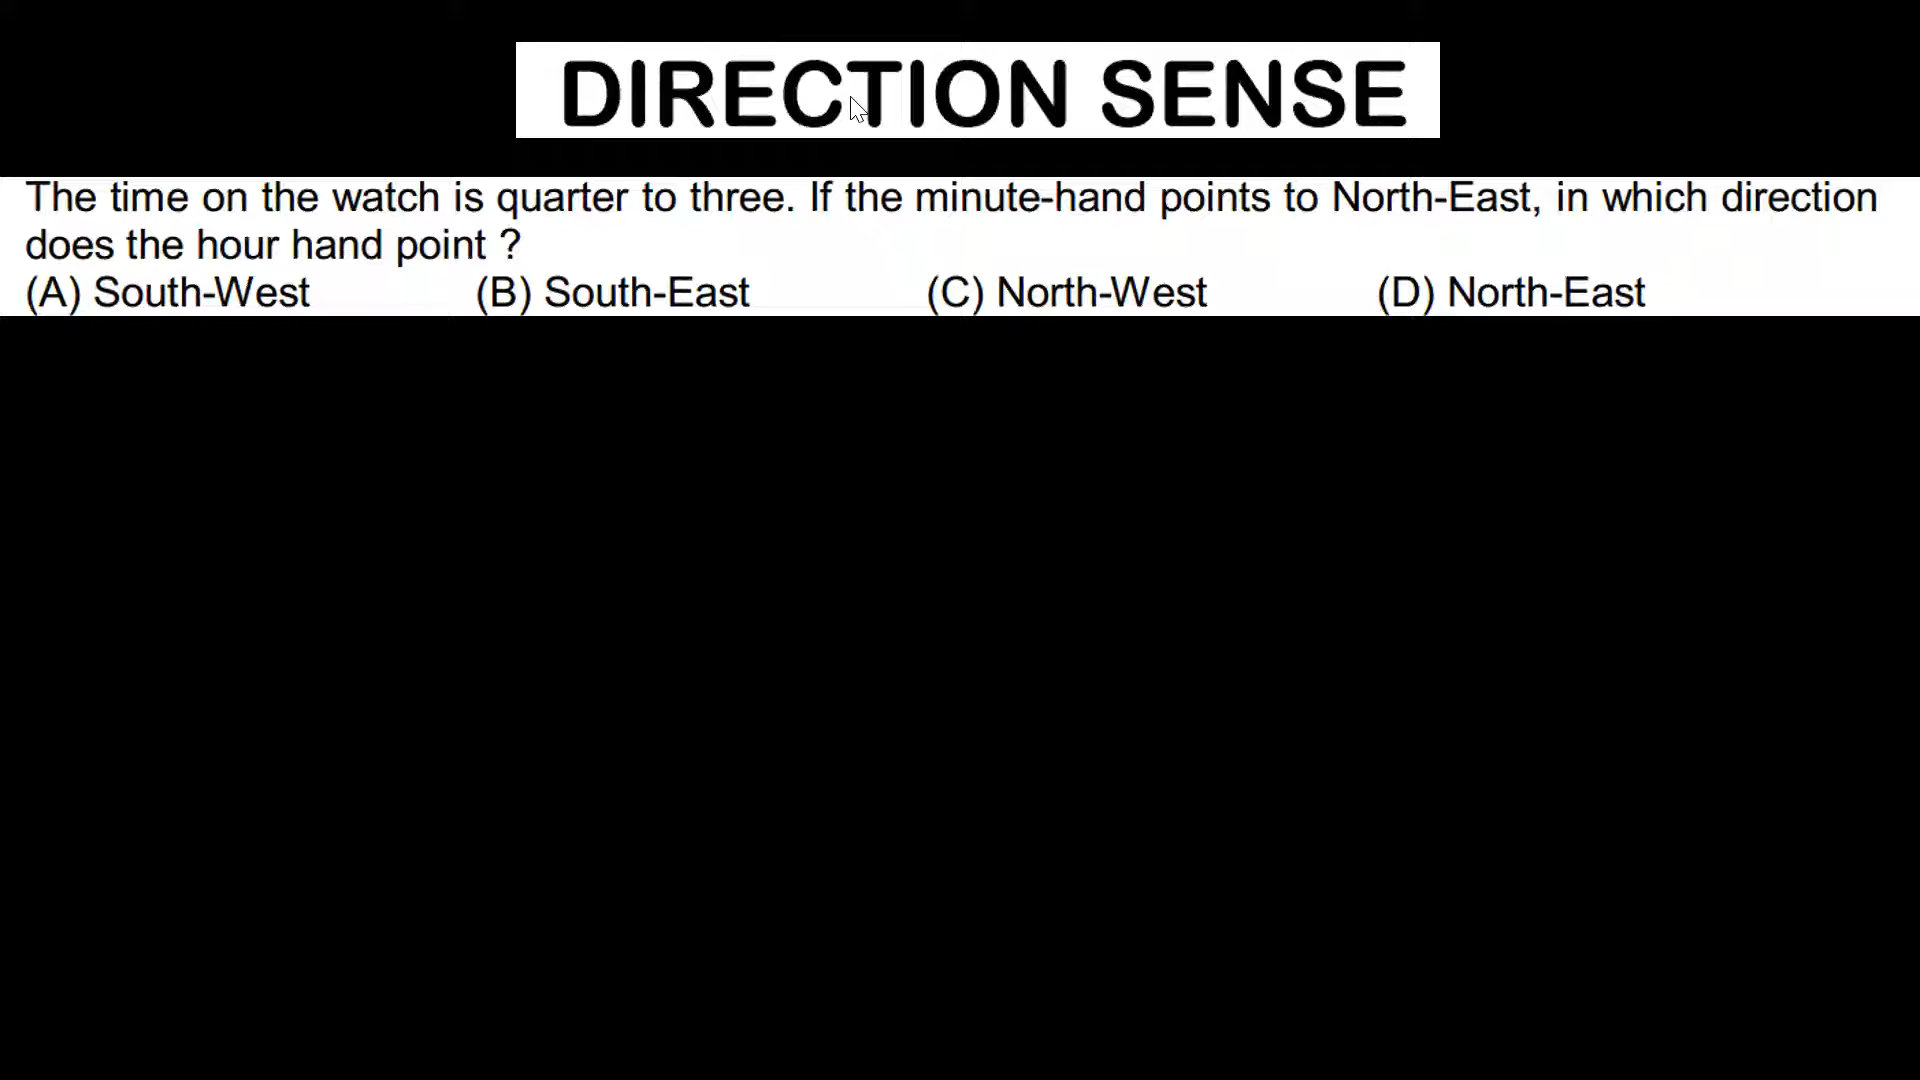 DIRECTION SENSE
The time on the watch is quarter to three. If the minute-hand points to North-East, in which direction
does the hour hand point ?
(A) South-West (B) South-East (C) North-West (D) North-East